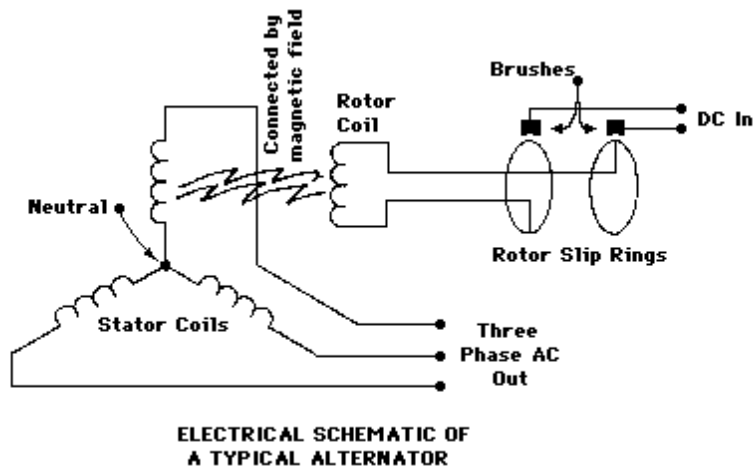 Connected by
magnetic field
Rotor
Coil
Brushes
DC In
Neutral
Rotor Slip Rings
Stator Coils
Three
Phase AC
Out
ELECTRICAL SCHEMATIC OF
A TYPICAL ALTERNATOR